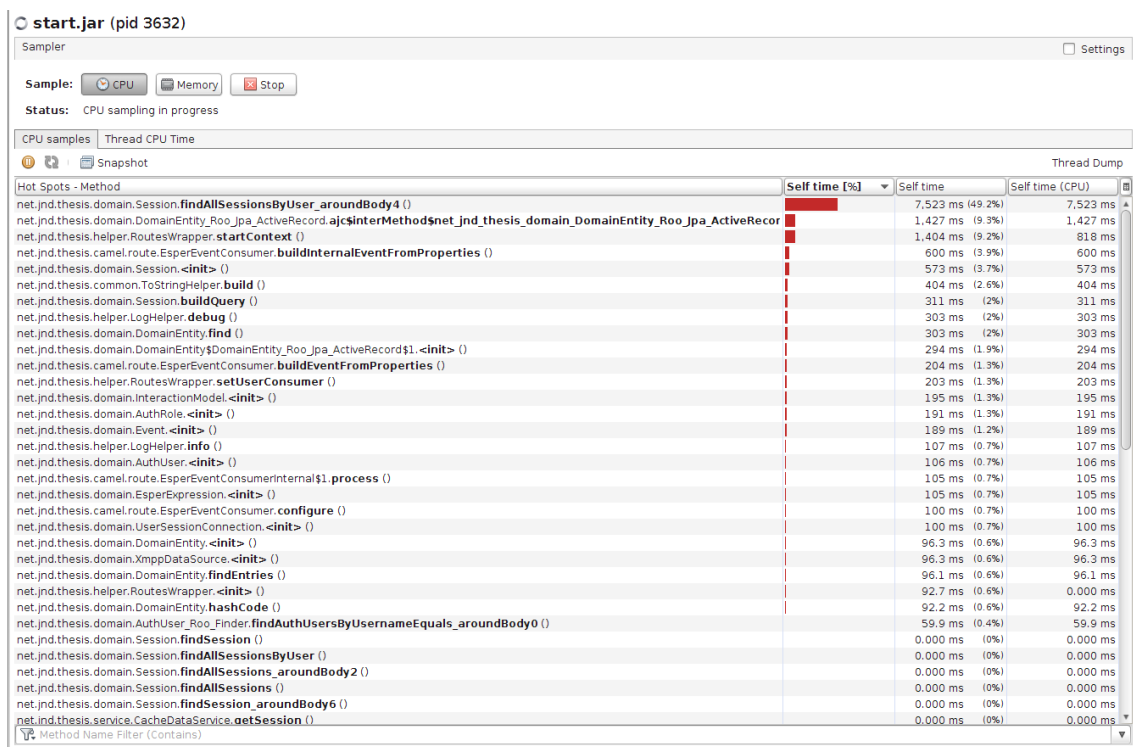 start.jar (pid 3632)
Sampler Settings
Sample: CPU Memory Stop
Status: CPU sampling in progress
CPU samples Thread CPU Time
Snapshot Thread Dump
Hot Spots - Method Self time [%] Self time Self time (CPU)
net.jnd.thesis.domain.Session.findAllSessionsByUser_aroundBody4 () 7,523 ms (49.2%) 7,523 ms
net.jnd.thesis.domain.DomainEntity_Roo_Jpa_ActiveRecord.ajc$interMethod$net_jnd_thesis_domain_DomainEntity_Roo_Jpa_ActiveRecor 1,427 ms (9.3%) 1,427 ms
net.jnd.thesis.helper.RoutesWrapper.startContext () 1,404 ms (9.2%) 818 ms
net.jnd.thesis.camel.route.EsperEventConsumer.buildInternalEventFromProperties () 600 ms (3.9%) 600 ms
net.jnd.thesis.domain.Session.<init> () 573 ms (3.7%) 573 ms
net.jnd.thesis.common.ToStringHelper.build () 404 ms (2.6%) 404 ms
net.jnd.thesis.domain.Session.buildQuery () 311 ms (2%) 311 ms
net.jnd.thesis.helper.LogHelper.debug () 303 ms (2%) 303 ms
net.jnd.thesis.domain.DomainEntity.find () 303 ms (2%) 303 ms
net.jnd.thesis.domain.DomainEntity$DomainEntity_Roo_Jpa_ActiveRecord$1.<init> () 294 ms (1.9%) 294 ms
net.jnd.thesis.camel.route.EsperEventConsumer.buildEventFromProperties () 204 ms (1.3%) 204 ms
net.jnd.thesis.helper.RoutesWrapper.setUserConsumer () 203 ms (1.3%) 203 ms
net.jnd.thesis.domain.InteractionModel.<init> () 195 ms (1.3%) 195 ms
net.jnd.thesis.domain.AuthRole.<init> () 191 ms (1.3%) 191 ms
net.jnd.thesis.domain.Event.<init> () 189 ms (1.2%) 189 ms
net.jnd.thesis.helper.LogHelper.info () 107 ms (0.7%) 107 ms
net.jnd.thesis.domain.AuthUser.<init> () 106 ms (0.7%) 106 ms
net.jnd.thesis.camel.route.EsperEventConsumerInternal$1.process () 105 ms (0.7%) 105 ms
net.jnd.thesis.domain.EsperExpression.<init> () 105 ms (0.7%) 105 ms
net.jnd.thesis.camel.route.EsperEventConsumer.configure () 100 ms (0.7%) 100 ms
net.jnd.thesis.domain.UserSessionConnection.<init> () 100 ms (0.7%) 100 ms
net.jnd.thesis.domain.DomainEntity.<init> () 96.3 ms (0.6%) 96.3 ms
net.jnd.thesis.domain.XmppDataSource.<init> () 96.3 ms (0.6%) 96.3 ms
net.jnd.thesis.domain.DomainEntity.findEntries () 96.1 ms (0.6%) 96.1 ms
net.jnd.thesis.helper.RoutesWrapper.<init> () 92.7 ms (0.6%) 0.000 ms
net.jnd.thesis.domain.DomainEntity.hashCode () 92.2 ms (0.6%) 92.2 ms
net.jnd.thesis.domain.AuthUser_Roo_Finder.findAuthUsersByUsernameEquals_aroundBody0 () 59.9 ms (0.4%) 59.9 ms
net.jnd.thesis.domain.Session.findSession () 0.000 ms (0%) 0.000 ms
net.jnd.thesis.domain.Session.findAllSessionsByUser () 0.000 ms (0%) 0.000 ms
net.jnd.thesis.domain.Session.findAllSessions_aroundBody2 () 0.000 ms (0%) 0.000 ms
net.jnd.thesis.domain.Session.findAllSessions () 0.000 ms (0%) 0.000 ms
net.jnd.thesis.domain.Session.findSession_aroundBody6 () 0.000 ms (0%) 0.000 ms
net.jnd.thesis.service.CacheDataService.getSession () 0.000 ms (0%) 0.000 ms
Method Name Filter (Contains)